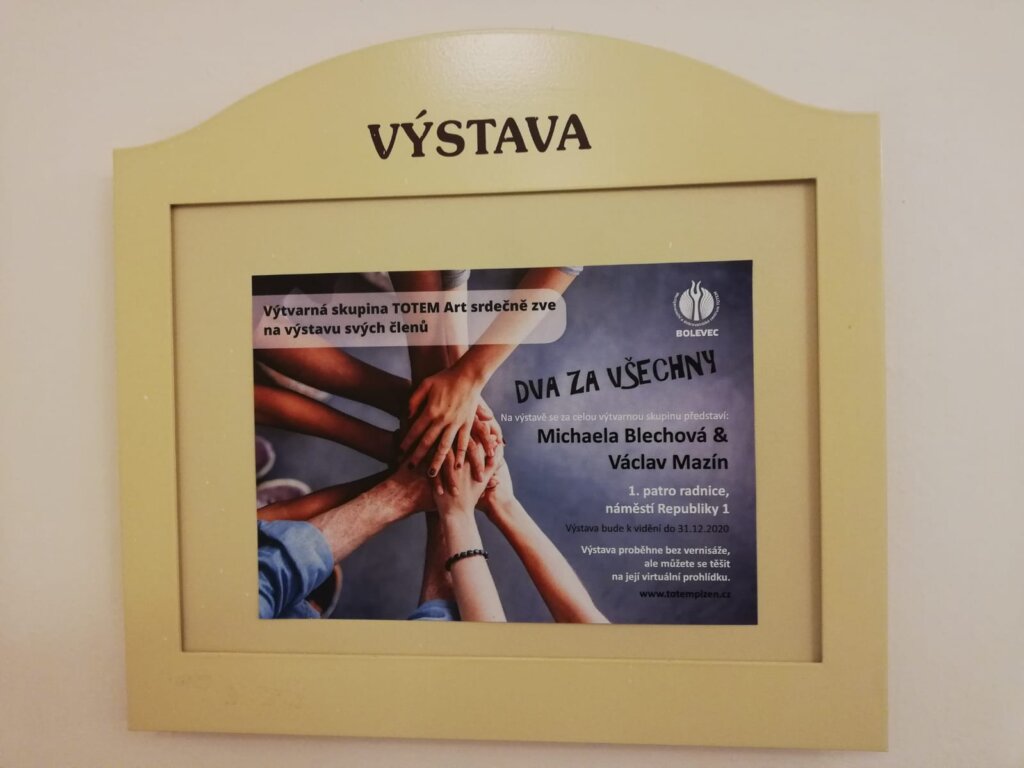 VÝSTAVA
Výtvarná skupina TOTEM Art srdečně zve
na výstavu svých členů
BOLEVEC
DVA ZA VŠECHNY
Na výstavě se za celou výtvarnou skupinu představí:
Michaela Blechová &
Václav Mazín
1. patro radnice,
náměstí Republiky 1
Výstava bude k vidění do 31.12.2020
Výstava proběhne bez vernisáže,
ale můžete se těšit
na její virtuální prohlídku.
www.totemplzen.cz